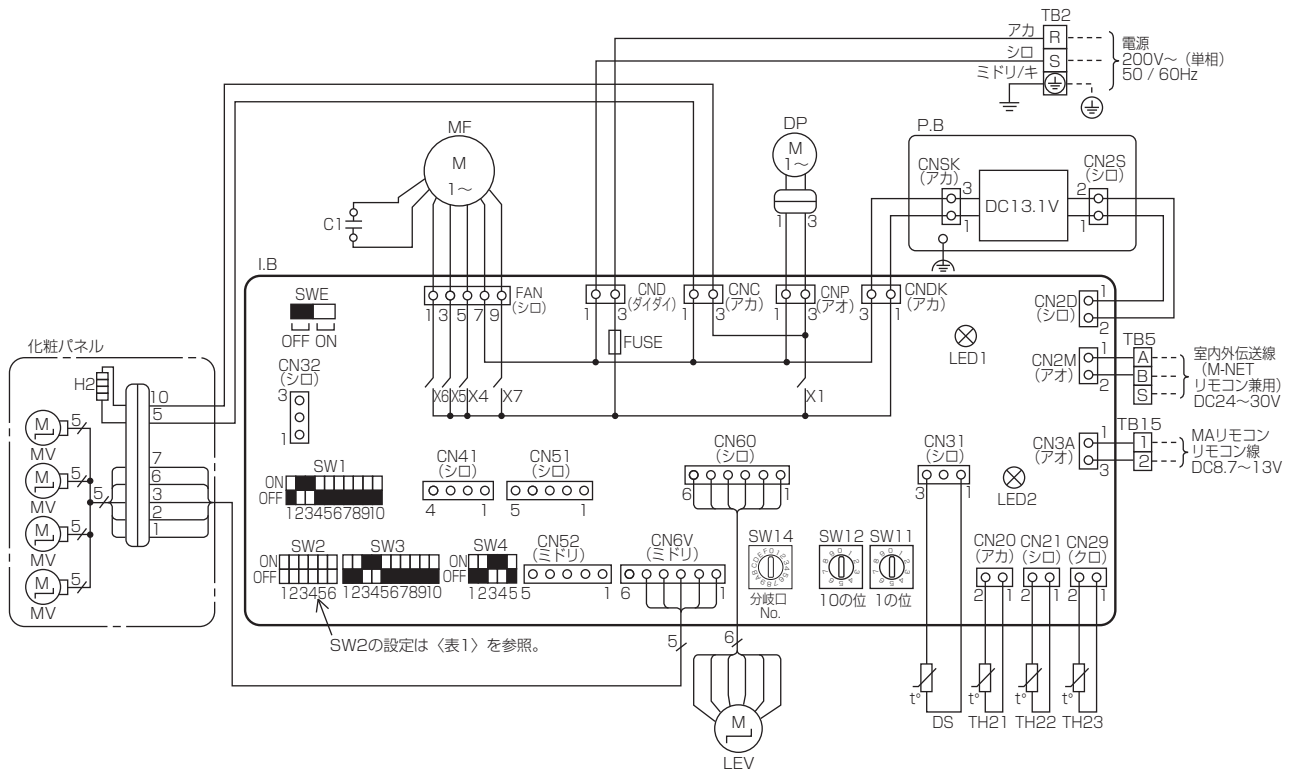 TB2
アカ
R
シロ
S
ミドリ/キ
電源
200V～（単相）
50 / 60Hz
MF
M
1～
C1
DP
M
1～
1
3
P.B
CNSK
（アカ）
3
1
DC13.1V
CN2S
（シロ）
2
1
I.B
SWE
OFF ON
FAN
（シロ）
1 3 5 7 9
CND
（ダイダイ）
1 3
CNC
（アカ）
1 3
CNP
（アオ）
1 3
CNDK
（アカ）
3 1
FUSE
X6 X5 X4 X7
X1
LED1
CN2D
（シロ）
1
2
CN2M
（アオ）
1
2
TB5
A
B
S
室内外伝送線
（M-NET
リモコン兼用）
DC24～30V
CN3A
（アオ）
1
3
TB15
1
2
MAリモコン
リモコン線
DC8.7～13V
LED2
化粧パネル
H2
10
5
7
6
3
2
1
5
M
5
MV
M
5
MV
M
5
MV
M
5
MV
CN32
（シロ）
3
1
SW1
ON
OFF
12345678910
CN41
（シロ）
4 1
CN51
（シロ）
5 1
CN60
（シロ）
6 1
CN31
（シロ）
3 1
SW2
ON
OFF
123456
SW3
12345678910
SW4
ON
OFF
12345
CN52
（ミドリ）
5 1
CN6V
（ミドリ）
6 1
SW14
0123456789ABCDEF
分岐口
No.
SW12
0123456789
10の位
SW11
0123456789
1の位
CN20
（アカ）
2 1
CN21
（シロ）
2 1
CN29
（クロ）
2 1
SW2の設定は〈表1〉を参照。
5
6
M
LEV
t°
DS
t°
TH21
t°
TH22
t°
TH23